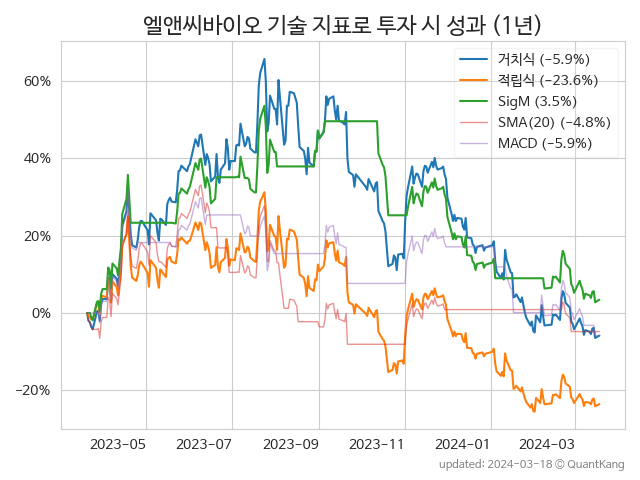 엘앤씨바이오 기술 지표로 투자 시 성과 (1년)
거치식 (−5.9%)
적립식 (−23.6%)
SigM (3.5%)
SMA(20) (−4.8%)
MACD (−5.9%)
60%
40%
20%
0%
−20%
2023-05 2023-07 2023-09 2023-11 2024-01 2024-03
updated: 2024-03-18 © QuantKang